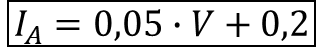 I_A = 0,05 · V + 0,2